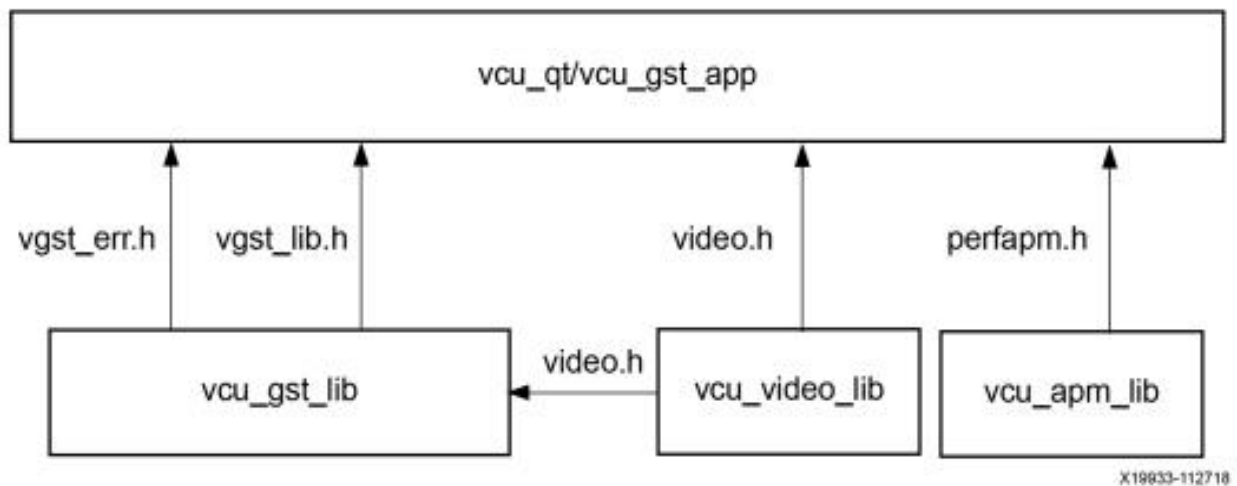 vcu_qt/vcu_gst_app
vgst_err.h
vgst_lib.h
video.h
perfapm.h
vcu_gst_lib
video.h
vcu_video_lib
vcu_apm_lib
X19933-112718